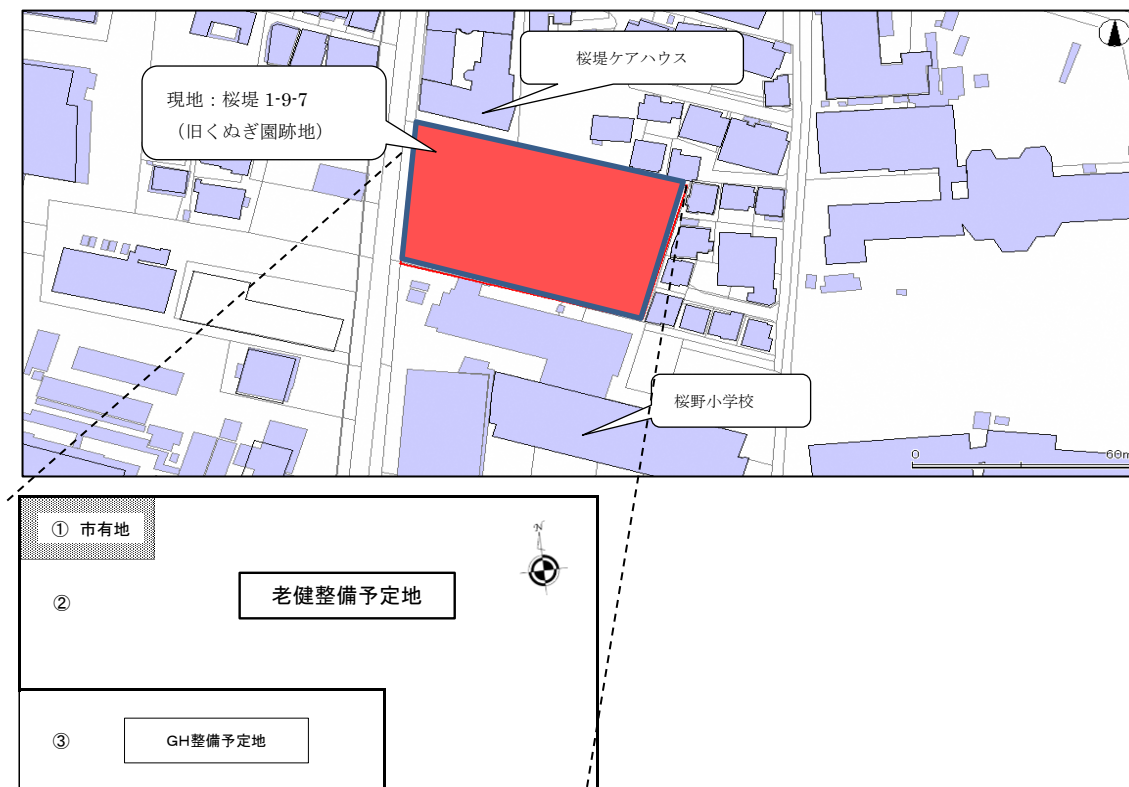 桜堤ケアハウス
現地：桜堤 1-9-7
（旧くぬぎ園跡地）
桜野小学校
0 60m
① 市有地
N
② 老健整備予定地
③ GH整備予定地